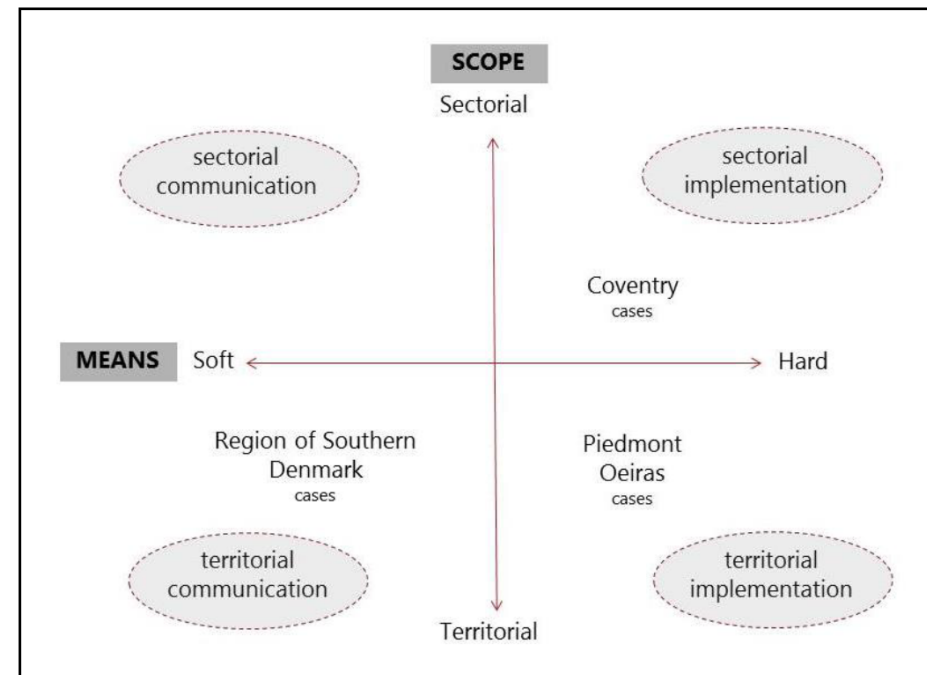 SCOPE
Sectorial
sectorial
communication
sectorial
implementation
Coventry
cases
MEANS
Soft
Hard
Region of Southern
Denmark
cases
Piedmont
Oeiras
cases
territorial
communication
territorial
implementation
Territorial